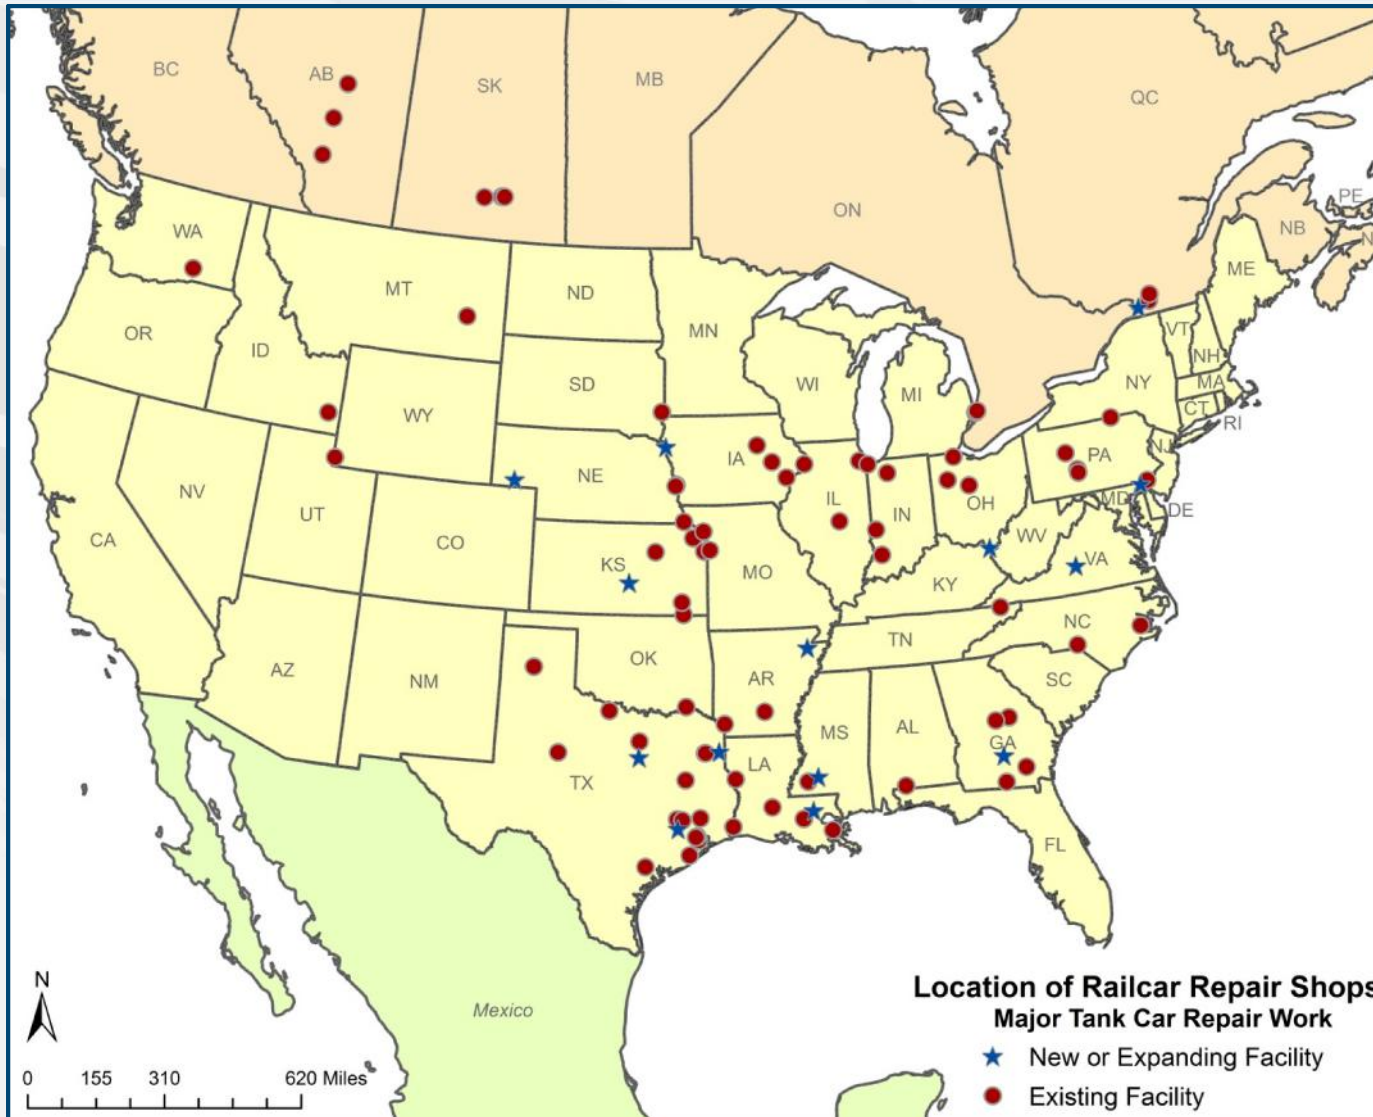 BC
AB
SK
MB
QC
ON
PE
NB
N
WA
MT
ND
MN
ME
OR
ID
SD
WI
MI
VT
NH
NY
MA
CT
RI
WY
NE
IA
PA
NJ
NV
UT
CO
IL
IN
OH
MD
DE
CA
KS
MO
WV
VA
KY
AZ
NM
OK
AR
TN
NC
SC
TX
LA
MS
AL
GA
FL
Mexico
N
0 155 310 620 Miles
Location of Railcar Repair Shops
Major Tank Car Repair Work
New or Expanding Facility
Existing Facility